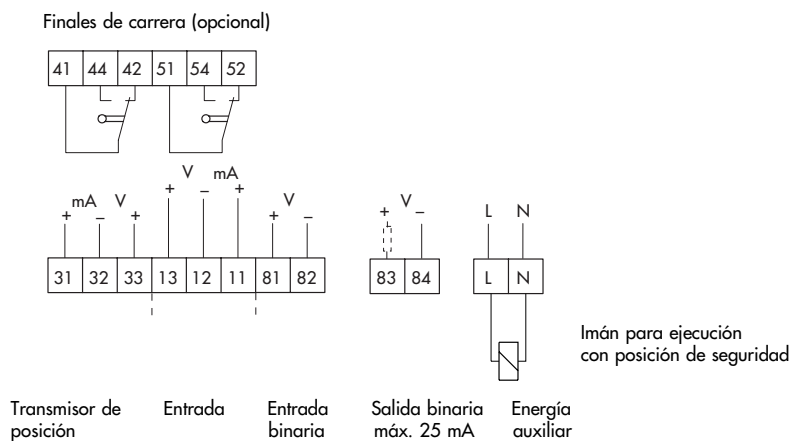 Finales de carrera (opcional)
41 44 42 51 54 52
V mA
mA V + – + V + V –
+ – + + – L N
31 32 33 13 12 11 81 82 83 84 L N
Imán para ejecución
con posición de seguridad
Transmisor de Entrada Entrada Salida binaria Energía
posición binaria máx. 25 mA auxiliar